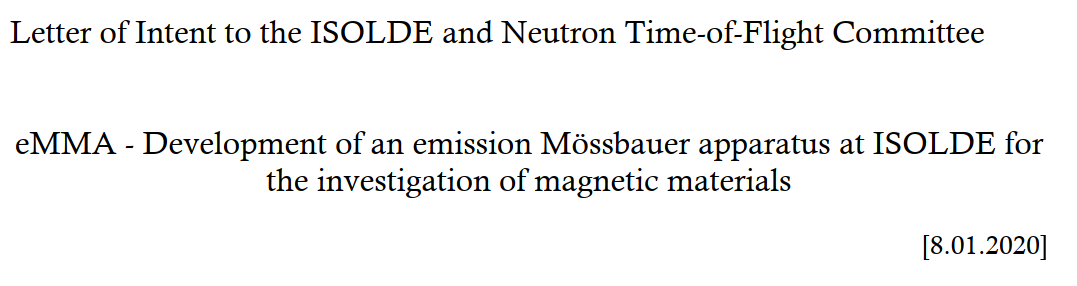 Letter of Intent to the ISOLDE and Neutron Time-of-Flight Committee
eMMA - Development of an emission Mössbauer apparatus at ISOLDE for
the investigation of magnetic materials
[8.01.2020]